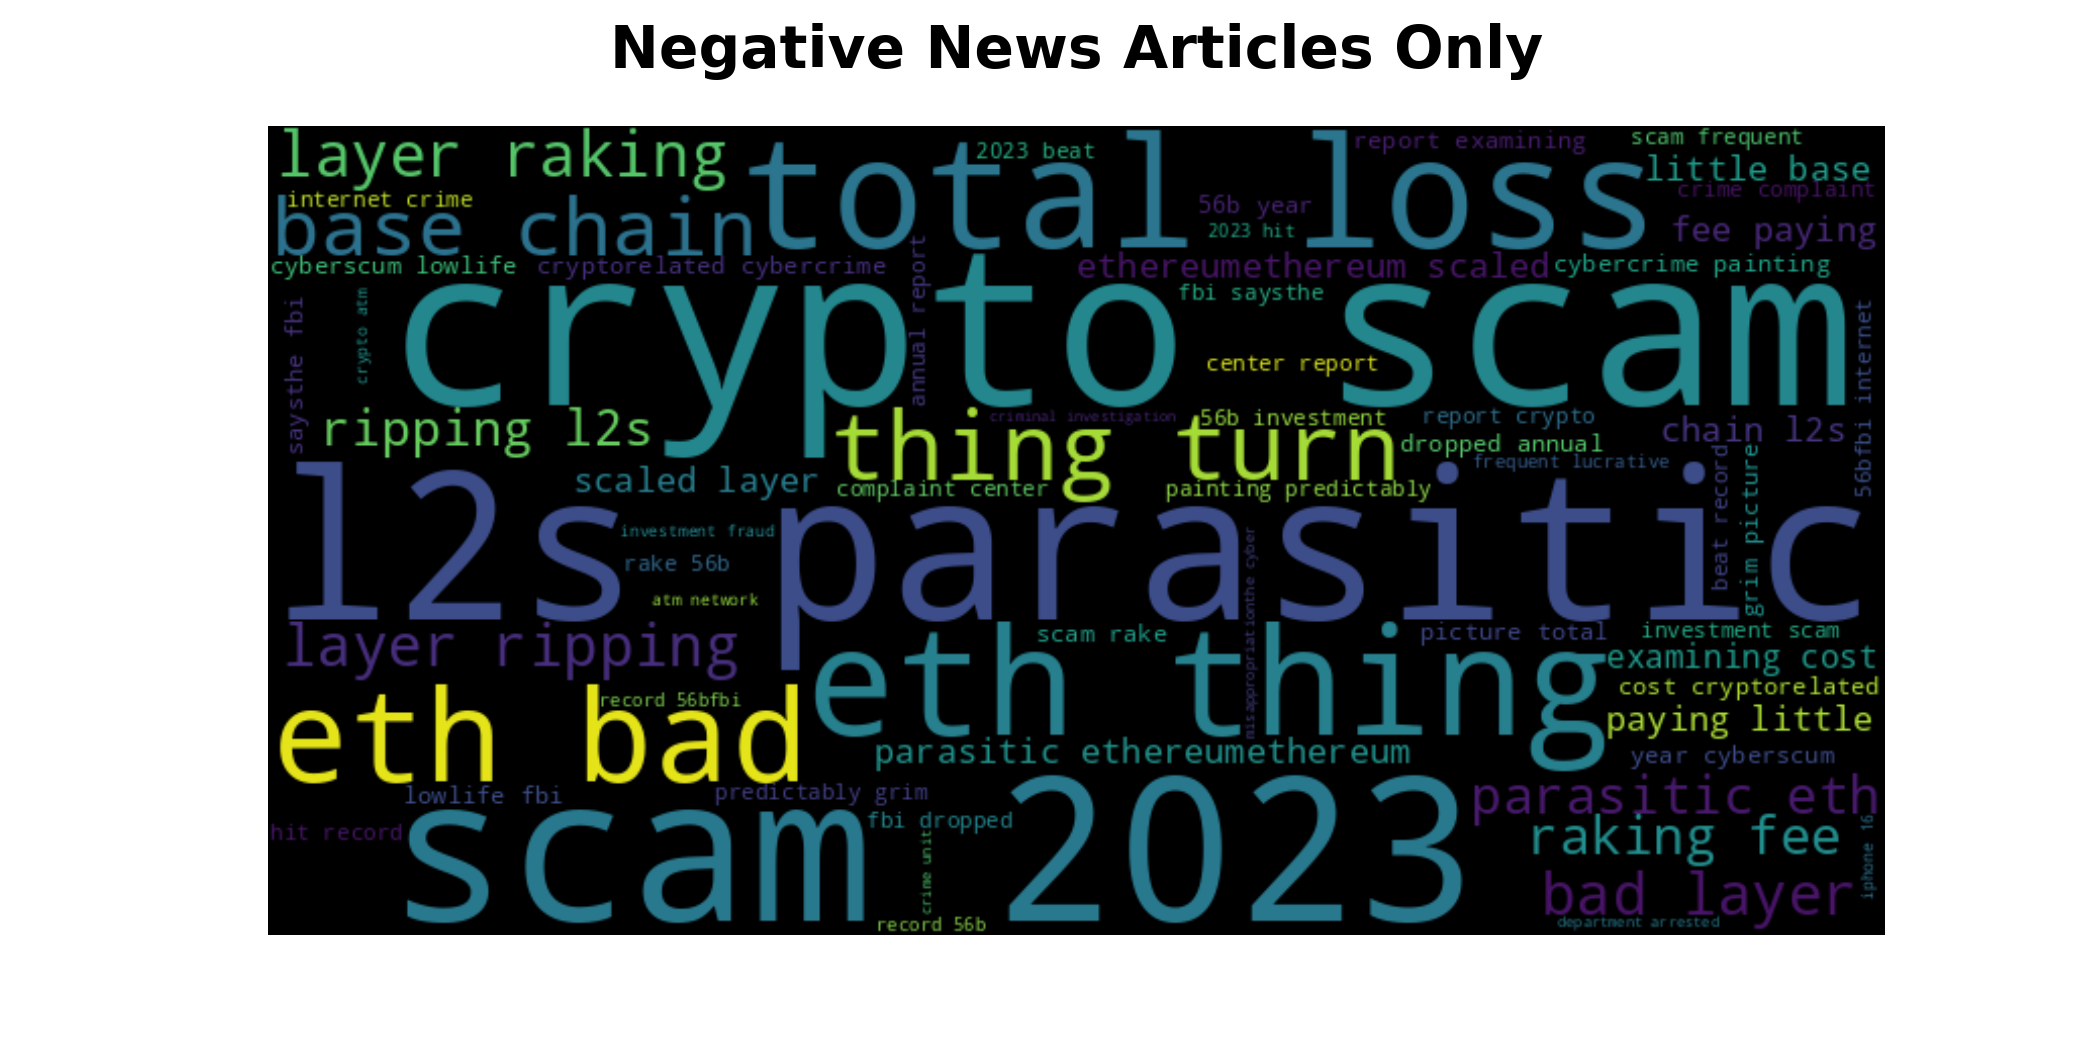 Negative News Articles Only
layer raking
total loss
2023 beat
report examining
scam frequent
little base
internet crime
base chain
56b year
2023 hit
crime complaint
fee paying
cyberscum lowlife
cryptorelated cybercrime
annual report
ethereumethereum scaled
cybercrime painting
saysthe fbi
crypto atm
crypto scam
fbi saysthe
center report
56bfbi internet
ripping l2s
criminal investigation
thing turn
56b investment
report crypto
dropped annual
chain l2s
frequent lucrative
beat record
grim picture
l2s parasitic
scaled layer
complaint center
painting predictably
investment fraud
rake 56b
atm network
misappropriationthe cyber
layer ripping
eth thing
scam rake
picture total
investment scam
examining cost
cost cryptorelated
paying little
eth bad
record 56bfbi
parasitic ethereumethereum
year cyberscum
lowlife fbi
predictably grim
scam 2023
parasitic eth
hit record
fbi dropped
crime unit
raking fee
iphone 16
bad layer
record 56b
department arrested